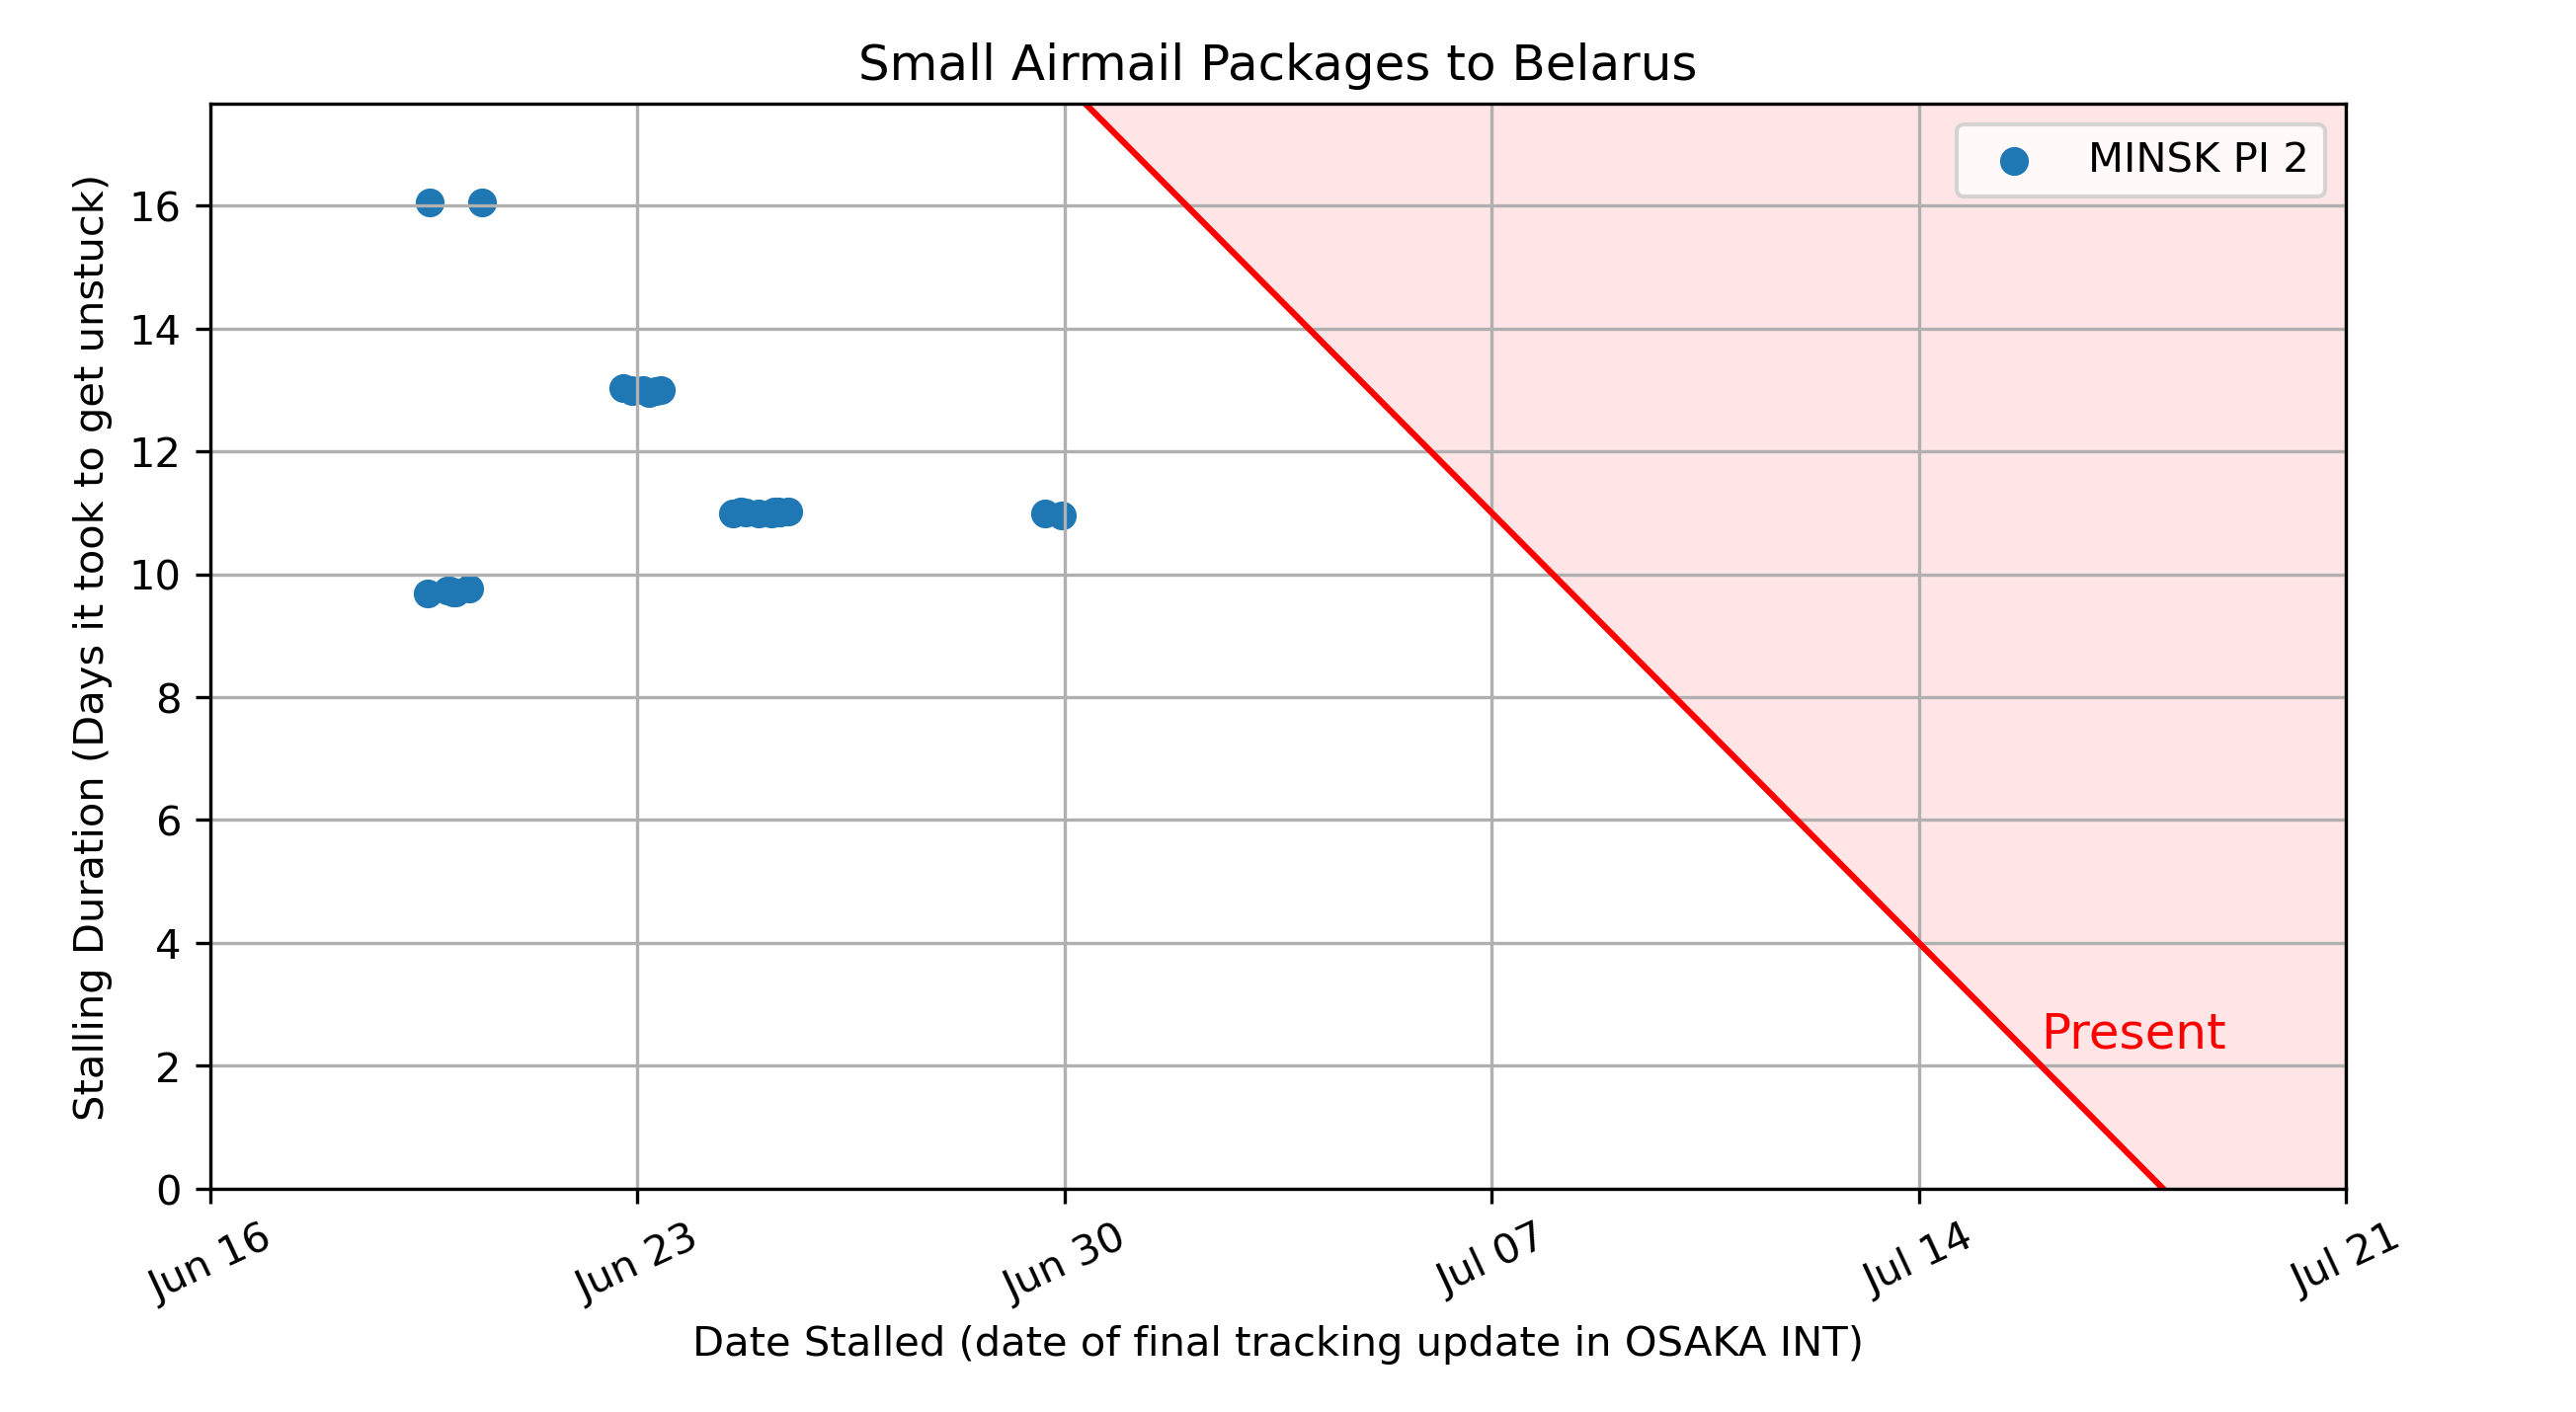 Small Airmail Packages to Belarus
MINSK PI 2
Stalling Duration (Days it took to get unstuck)
16
14
12
10
8
6
4
2
0
Present
Jun 16
Jun 23
Jun 30
Jul 07
Jul 14
Jul 21
Date Stalled (date of final tracking update in OSAKA INT)